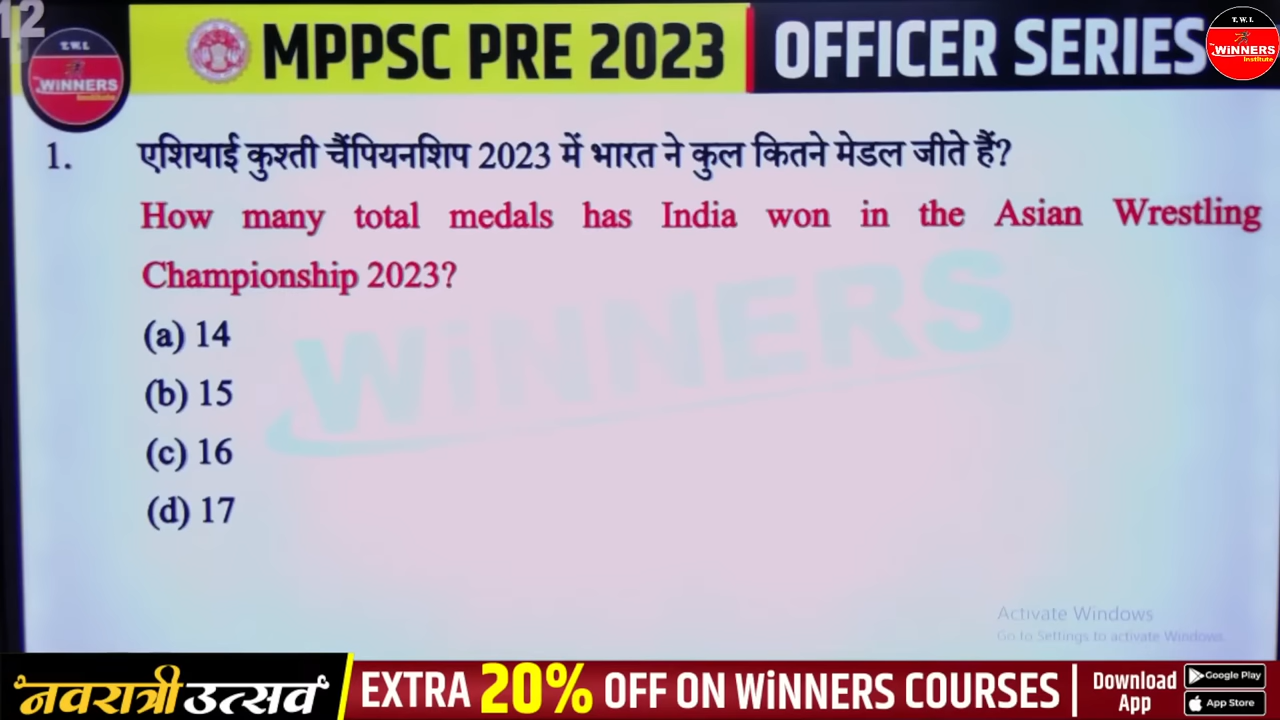 12
MPPSC PRE 2023 OFFICER SERIES
T.W.I.
WiNNERS
Institute
T.W.I.
The WiNNERS
institute
1. एशियाई कुश्ती चैंपियनशिप 2023 में भारत ने कुल कितने मेडल जीते हैं?
How many total medals has India won in the Asian Wrestling
Championship 2023?
WiNNERS
(a) 14
(b) 15
(c) 16
(d) 17
Activate Windows
Go to Settings to activate Windows.
नवरात्री उत्सव EXTRA 20% OFF ON WiNNERS COURSES
Download
App
Google Play
App Store